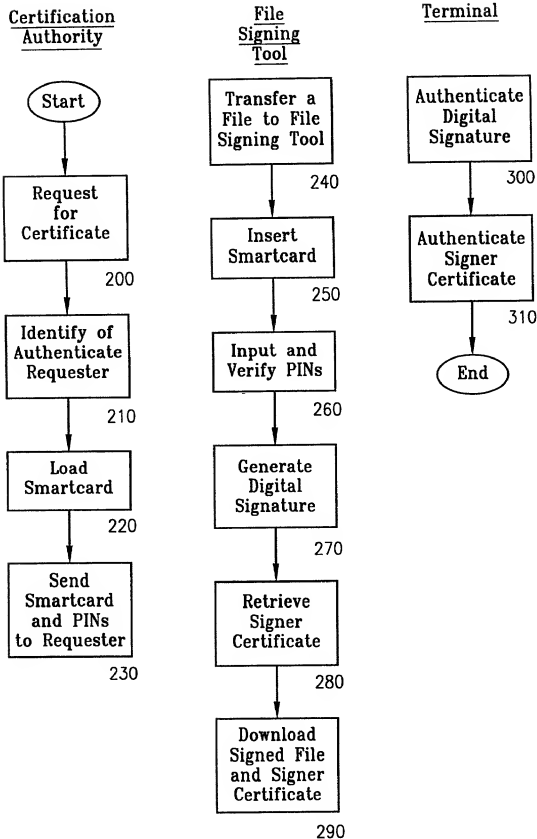 Certification
Authority
Start
Request
for
Certificate
200
Identify of
Authenticate
Requester
210
Load
Smartcard
220
Send
Smartcard
and PINs
to Requester
230
File
Signing
Tool
Transfer a
File to File
Signing Tool
240
Insert
Smartcard
250
Input and
Verify PINs
260
Generate
Digital
Signature
270
Retrieve
Signer
Certificate
280
Download
Signed File
and Signer
Certificate
290
Terminal
Authenticate
Digital
Signature
300
Authenticate
Signer
Certificate
310
End